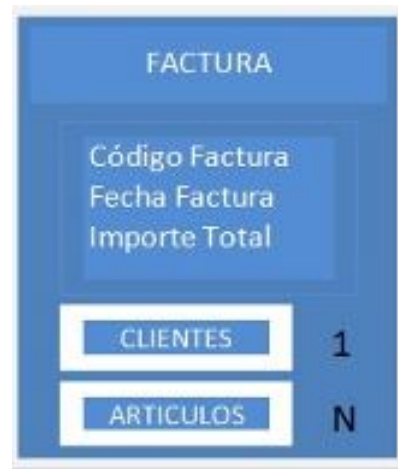 FACTURA
Código Factura
Fecha Factura
Importe Total
CLIENTES 1
ARTICULOS N